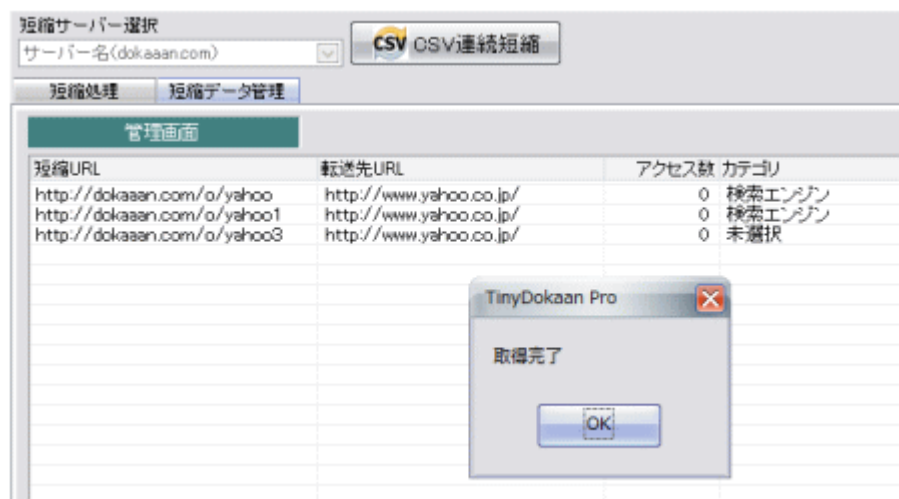 短縮サーバー選択
サーバー名(dokaaan.com)
CSV CSV連続短縮
短縮処理 短縮データ管理
管理画面
短縮URL 転送先URL アクセス数 カテゴリ
http://dokaaan.com/o/yahoo http://www.yahoo.co.jp/ 0 検索エンジン
http://dokaaan.com/o/yahoo1 http://www.yahoo.co.jp/ 0 検索エンジン
http://dokaaan.com/o/yahoo3 http://www.yahoo.co.jp/ 0 未選択
TinyDokaan Pro
取得完了
OK